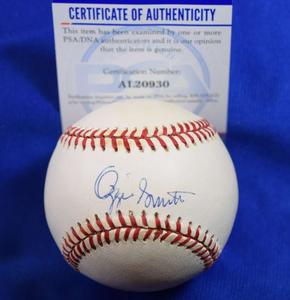 CERTIFICATE OF AUTHENTICITY
This item has been examined by one or more
PSA/DNA authenticators and it is our opinion
that the item is genuine.
Certification Number:
AL20930
Ozzie Smith